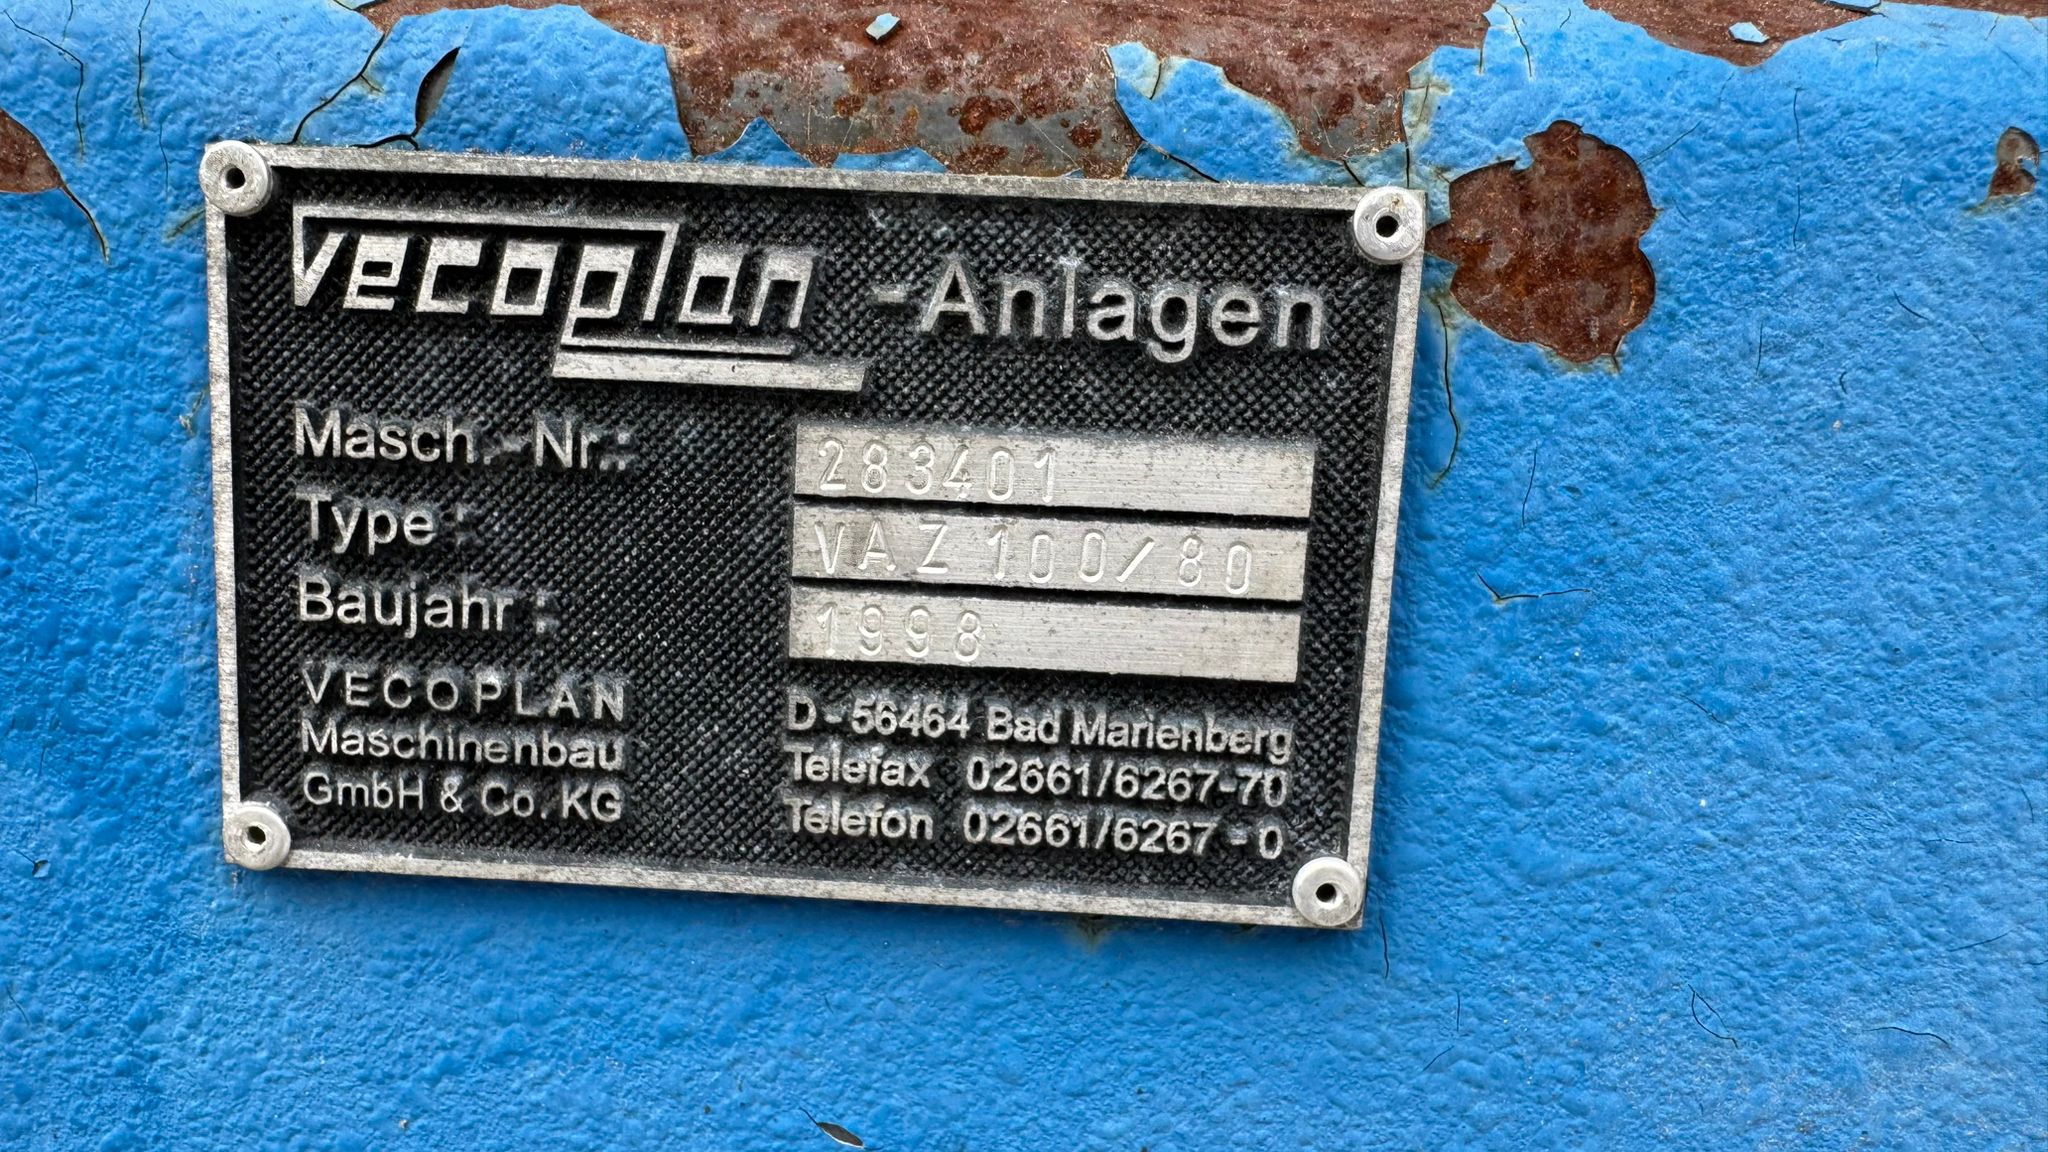 Vecoplan -Anlagen
Masch.-Nr.: 283401
Type: VAZ 100/80
Baujahr: 1998
VECOPLAN
Maschinenbau
GmbH & Co. KG
D - 56464 Bad Marienberg
Telefax 02661/6267-70
Telefon 02661/6267 - 0